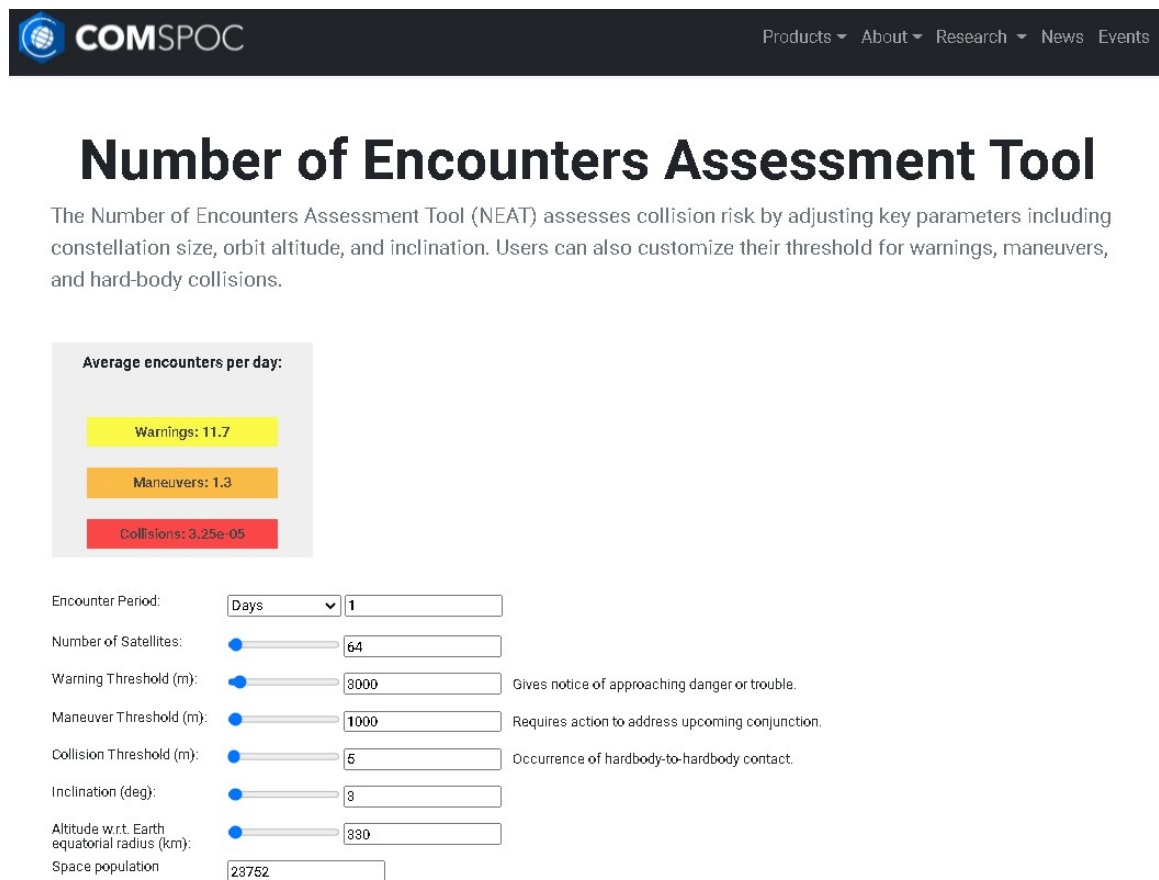 COMSPOC
Products About Research News Events
Number of Encounters Assessment Tool
The Number of Encounters Assessment Tool (NEAT) assesses collision risk by adjusting key parameters including
constellation size, orbit altitude, and inclination. Users can also customize their threshold for warnings, maneuvers,
and hard-body collisions.
Average encounters per day:
Warnings: 11.7
Maneuvers: 1.3
Collisions: 3.25e-05
Encounter Period: Days 1
Number of Satellites: 64
Warning Threshold (m): 3000 Gives notice of approaching danger or trouble.
Maneuver Threshold (m): 1000 Requires action to address upcoming conjunction.
Collision Threshold (m): 5 Occurrence of hardbody-to-hardbody contact.
Inclination (deg): 3
Altitude w.r.t. Earth
equatorial radius (km): 330
Space population 23752